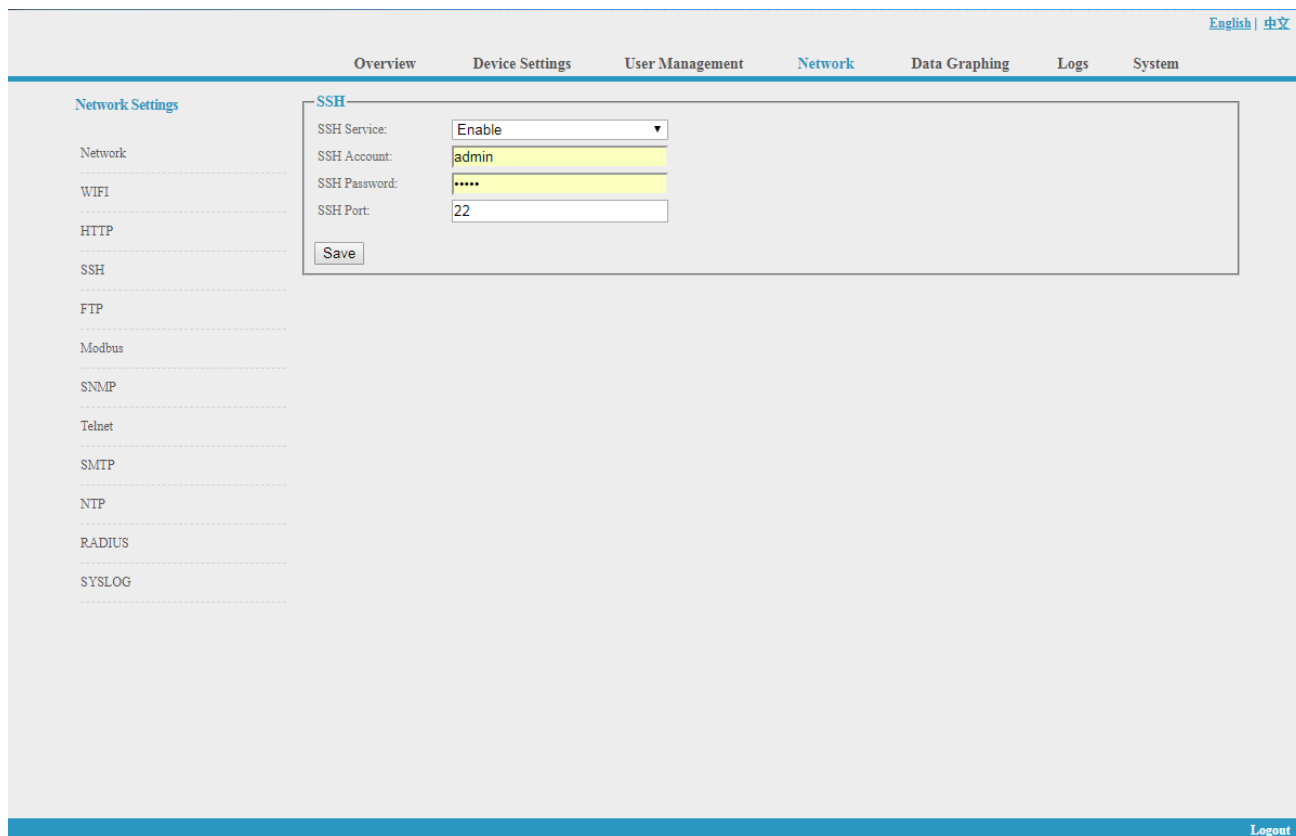 English | 中文
Overview Device Settings User Management Network Data Graphing Logs System
Network Settings
Network
WIFI
HTTP
SSH
FTP
Modbus
SNMP
Telnet
SMTP
NTP
RADIUS
SYSLOG
SSH
SSH Service: Enable
SSH Account: admin
SSH Password: •••••
SSH Port: 22
Save
Logout